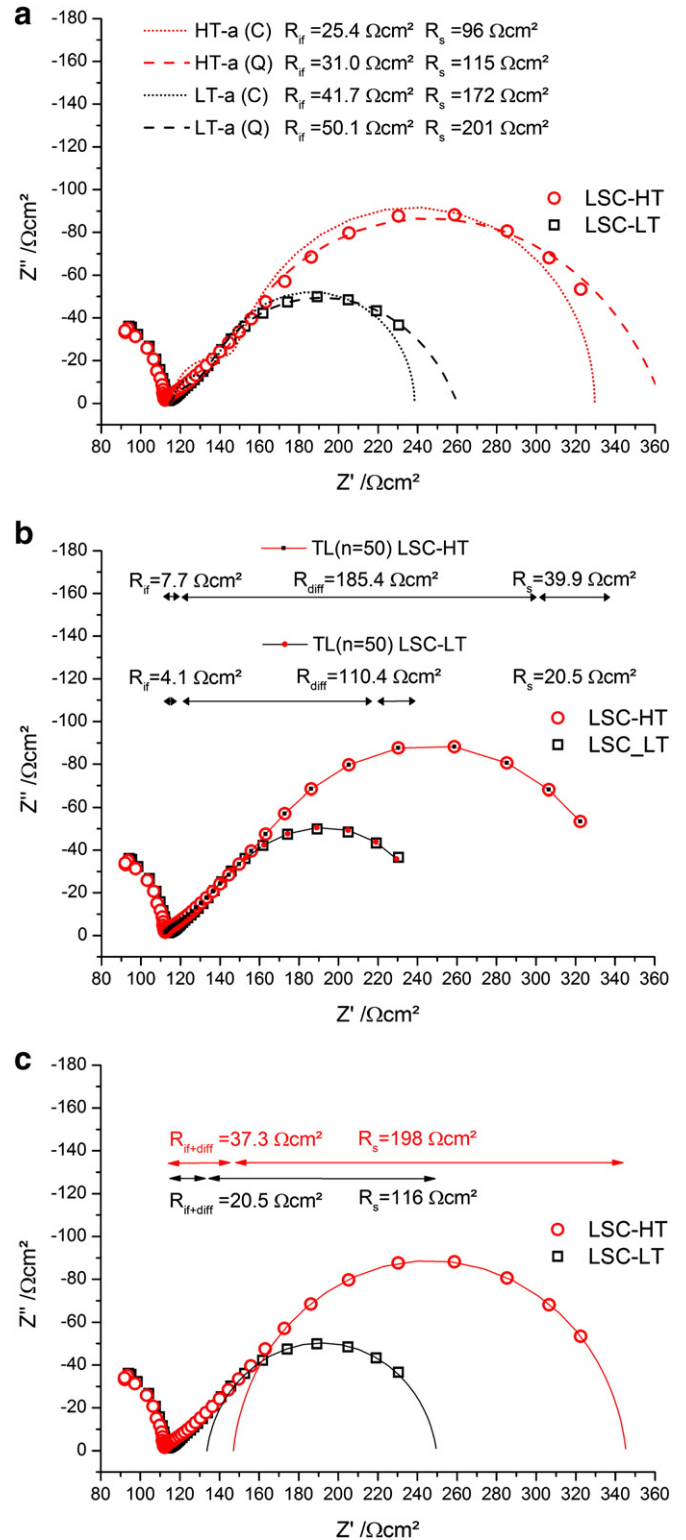 a
HT-a (C) R_if=25.4 Ωcm² R_s=96 Ωcm²
HT-a (Q) R_if=31.0 Ωcm² R_s=115 Ωcm²
LT-a (C) R_if=41.7 Ωcm² R_s=172 Ωcm²
LT-a (Q) R_if=50.1 Ωcm² R_s=201 Ωcm²
LSC-HT
LSC-LT
-180
-160
-140
-120
-100
-80
-60
-40
-20
0
Z'' /Ωcm²
80 100 120 140 160 180 200 220 240 260 280 300 320 340 360
Z' /Ωcm²
b
TL(n=50) LSC-HT
R_if=7.7 Ωcm² R_diff=185.4 Ωcm² R_s=39.9 Ωcm²
TL(n=50) LSC-LT
R_if=4.1 Ωcm² R_diff=110.4 Ωcm² R_s=20.5 Ωcm²
LSC-HT
LSC_LT
-180
-160
-140
-120
-100
-80
-60
-40
-20
0
Z'' /Ωcm²
80 100 120 140 160 180 200 220 240 260 280 300 320 340 360
Z' /Ωcm²
c
R_if+diff=37.3 Ωcm² R_s=198 Ωcm²
R_if+diff=20.5 Ωcm² R_s=116 Ωcm²
LSC-HT
LSC-LT
-180
-160
-140
-120
-100
-80
-60
-40
-20
0
Z'' /Ωcm²
80 100 120 140 160 180 200 220 240 260 280 300 320 340 360
Z' /Ωcm²